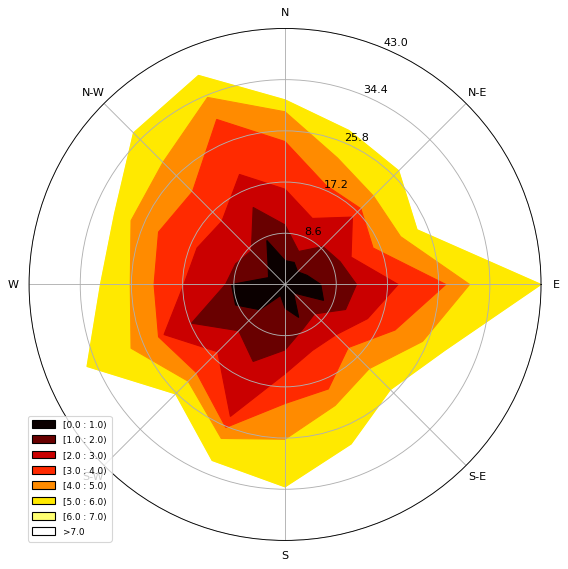 N
43.0
34.4
N-W
N-E
25.8
17.2
8.6
W
E
[0.0 : 1.0)
[1.0 : 2.0)
[2.0 : 3.0)
[3.0 : 4.0)
[4.0 : 5.0)
[5.0 : 6.0)
[6.0 : 7.0)
>7.0
S-W
S-E
S